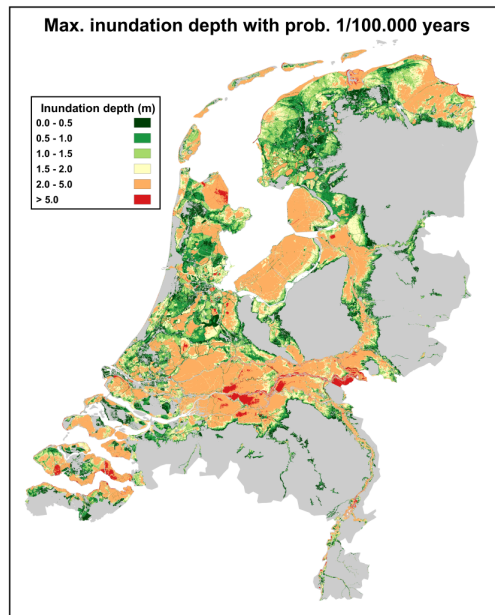 Max. inundation depth with prob. 1/100.000 years
Inundation depth (m)
0.0 - 0.5
0.5 - 1.0
1.0 - 1.5
1.5 - 2.0
2.0 - 5.0
> 5.0